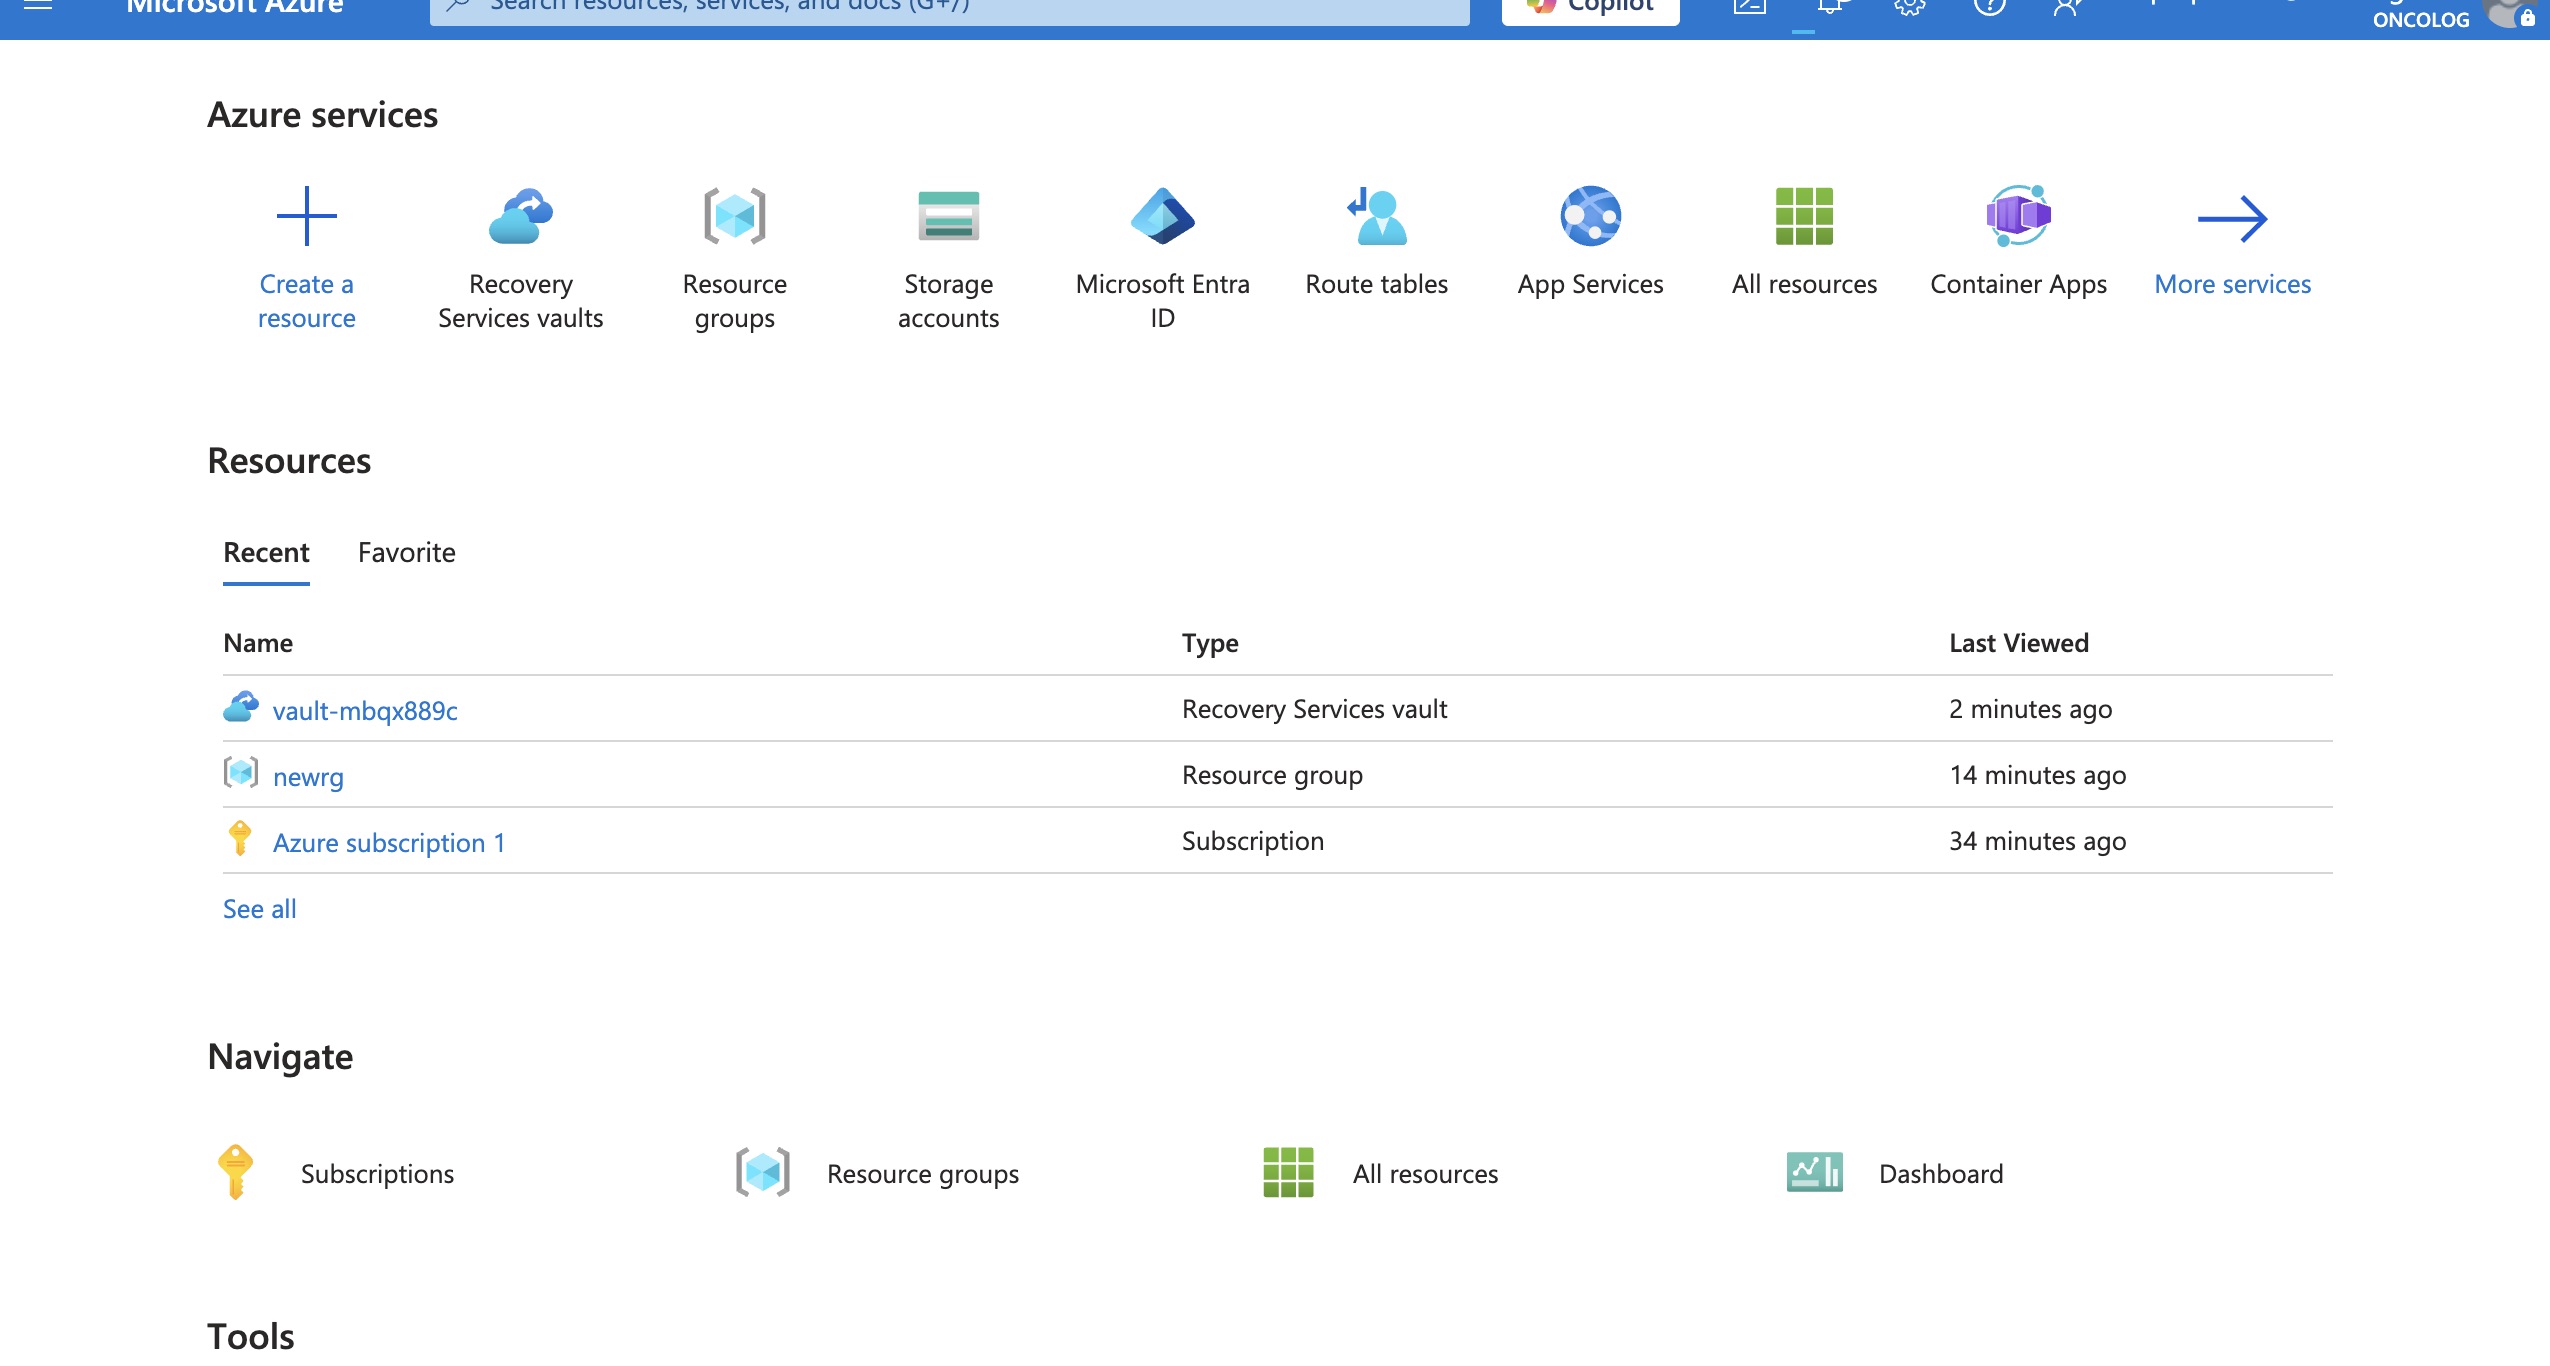 Microsoft Azure
Search resources, services, and docs (G+/)
Copilot
ONCOLOG
Azure services
Create a
resource
Recovery
Services vaults
Resource
groups
Storage
accounts
Microsoft Entra
ID
Route tables
App Services
All resources
Container Apps
More services
Resources
Recent
Favorite
Name
Type
Last Viewed
vault-mbqx889c
Recovery Services vault
2 minutes ago
newrg
Resource group
14 minutes ago
Azure subscription 1
Subscription
34 minutes ago
See all
Navigate
Subscriptions
Resource groups
All resources
Dashboard
Tools